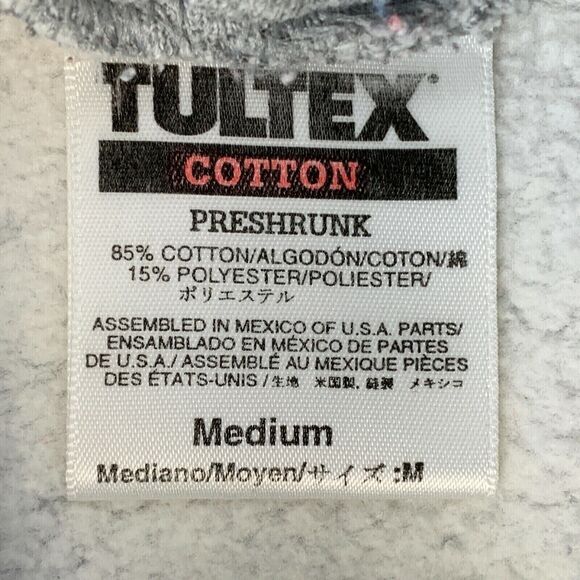 TULTEX®
COTTON
PRESHRUNK
85% COTTON/ALGODÓN/COTON/綿
15% POLYESTER/POLIESTER/
ポリエステル
ASSEMBLED IN MEXICO OF U.S.A. PARTS/
ENSAMBLADO EN MÉXICO DE PARTES
DE U.S.A./ASSEMBLÉ AU MEXIQUE PIÈCES
DES ÉTATS-UNIS/生地 米国製, 縫製 メキシコ
Medium
Mediano/Moyen/サイズ :M